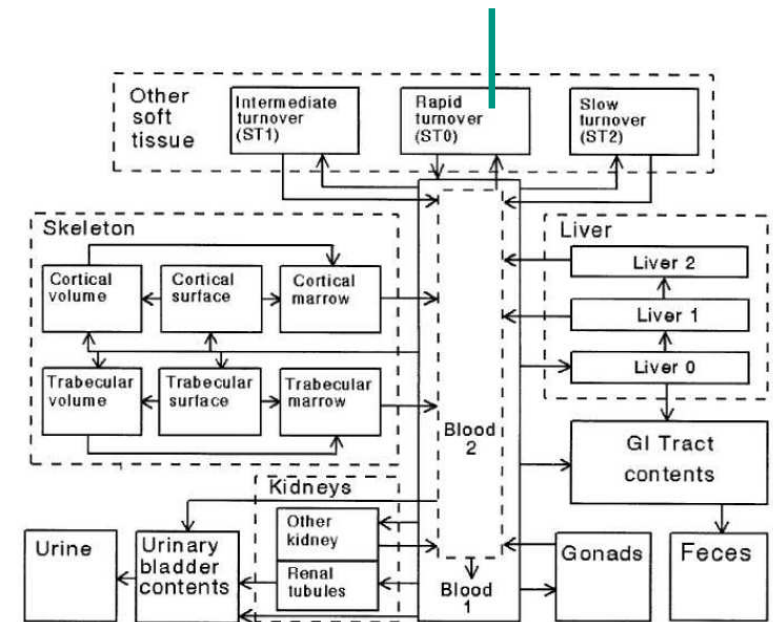 Other
soft
tissue
Intermediate
turnover
(ST1)
Rapid
turnover
(ST0)
Slow
turnover
(ST2)
Skeleton
Cortical
volume
Cortical
surface
Cortical
marrow
Trabecular
volume
Trabecular
surface
Trabecular
marrow
Liver
Liver 2
Liver 1
Liver 0
Blood
2
GI Tract
contents
Kidneys
Other
kidney
Renal
tubules
Urine
Urinary
bladder
contents
Blood
1
Gonads
Feces